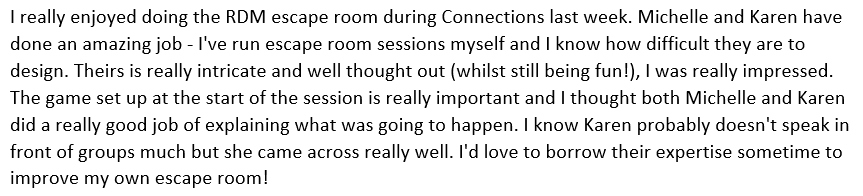 I really enjoyed doing the RDM escape room during Connections last week. Michelle and Karen have
done an amazing job - I've run escape room sessions myself and I know how difficult they are to
design. Theirs is really intricate and well thought out (whilst still being fun!), I was really impressed.
The game set up at the start of the session is really important and I thought both Michelle and Karen
did a really good job of explaining what was going to happen. I know Karen probably doesn't speak in
front of groups much but she came across really well. I'd love to borrow their expertise sometime to
improve my own escape room!